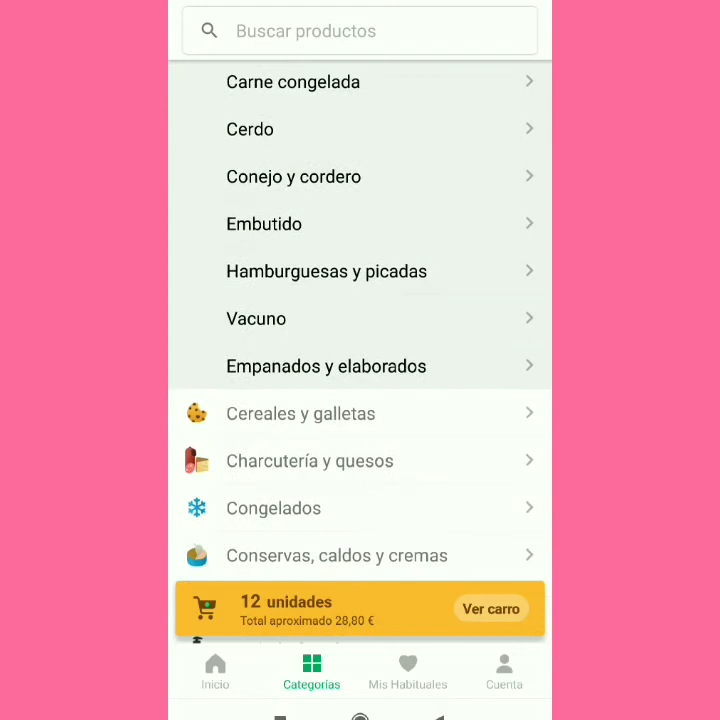 Buscar productos
Carne congelada
Cerdo
Conejo y cordero
Embutido
Hamburguesas y picadas
Vacuno
Empanados y elaborados
Cereales y galletas
Charcutería y quesos
Congelados
Conservas, caldos y cremas
12 unidades
Total aproximado 28,80 €
Ver carro
Inicio
Categorías
Mis Habituales
Cuenta